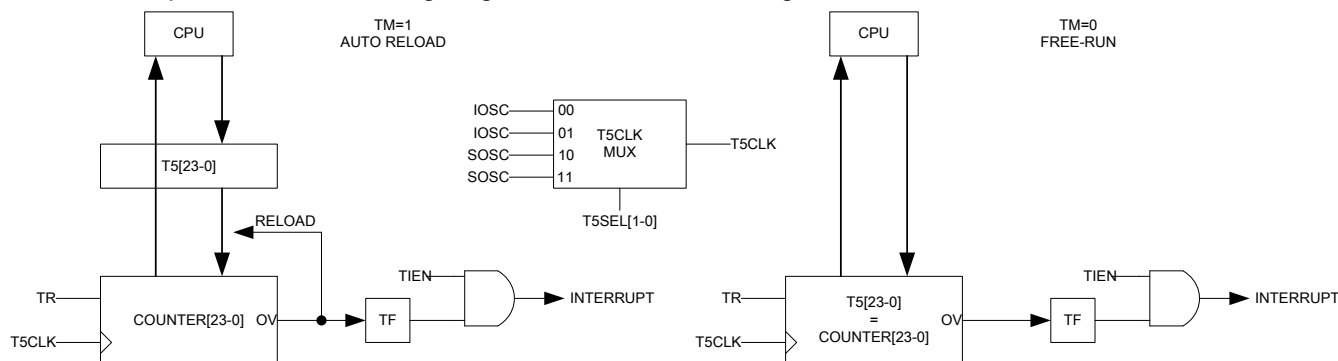 CPU
TM=1
AUTO RELOAD
T5[23-0]
RELOAD
TR
T5CLK
COUNTER[23-0]
OV
TF
TIEN
INTERRUPT
IOSC
00
IOSC
01
SOSC
10
SOSC
11
T5CLK
MUX
T5CLK
T5SEL[1-0]
CPU
TM=0
FREE-RUN
TR
T5CLK
T5[23-0]
=
COUNTER[23-0]
OV
TF
TIEN
INTERRUPT